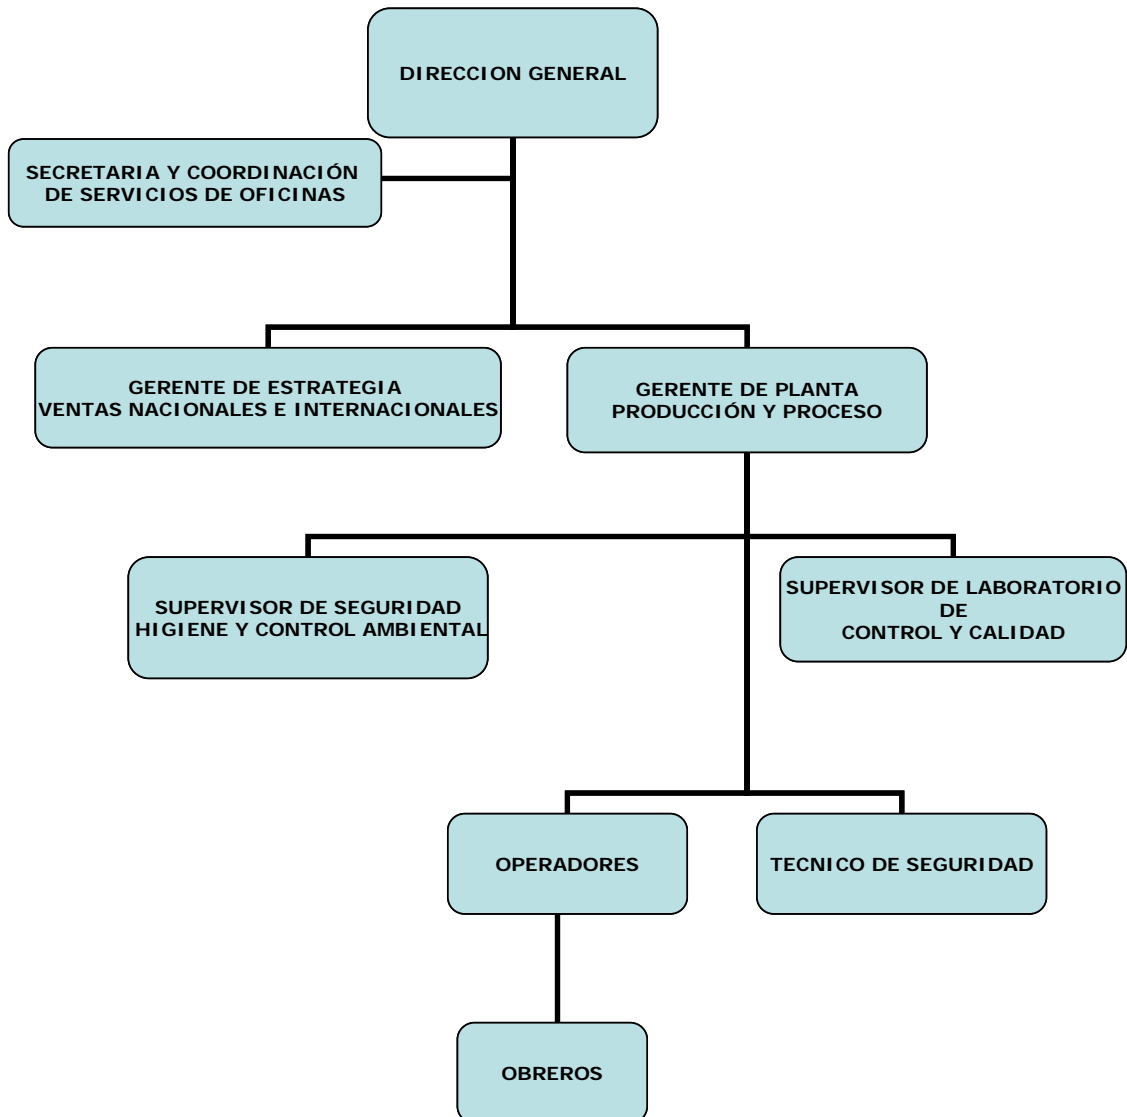 DIRECCION GENERAL
SECRETARIA Y COORDINACIÓN
DE SERVICIOS DE OFICINAS
GERENTE DE ESTRATEGIA
VENTAS NACIONALES E INTERNACIONALES
GERENTE DE PLANTA
PRODUCCIÓN Y PROCESO
SUPERVISOR DE SEGURIDAD
HIGIENE Y CONTROL AMBIENTAL
SUPERVISOR DE LABORATORIO
DE
CONTROL Y CALIDAD
OPERADORES
TECNICO DE SEGURIDAD
OBREROS